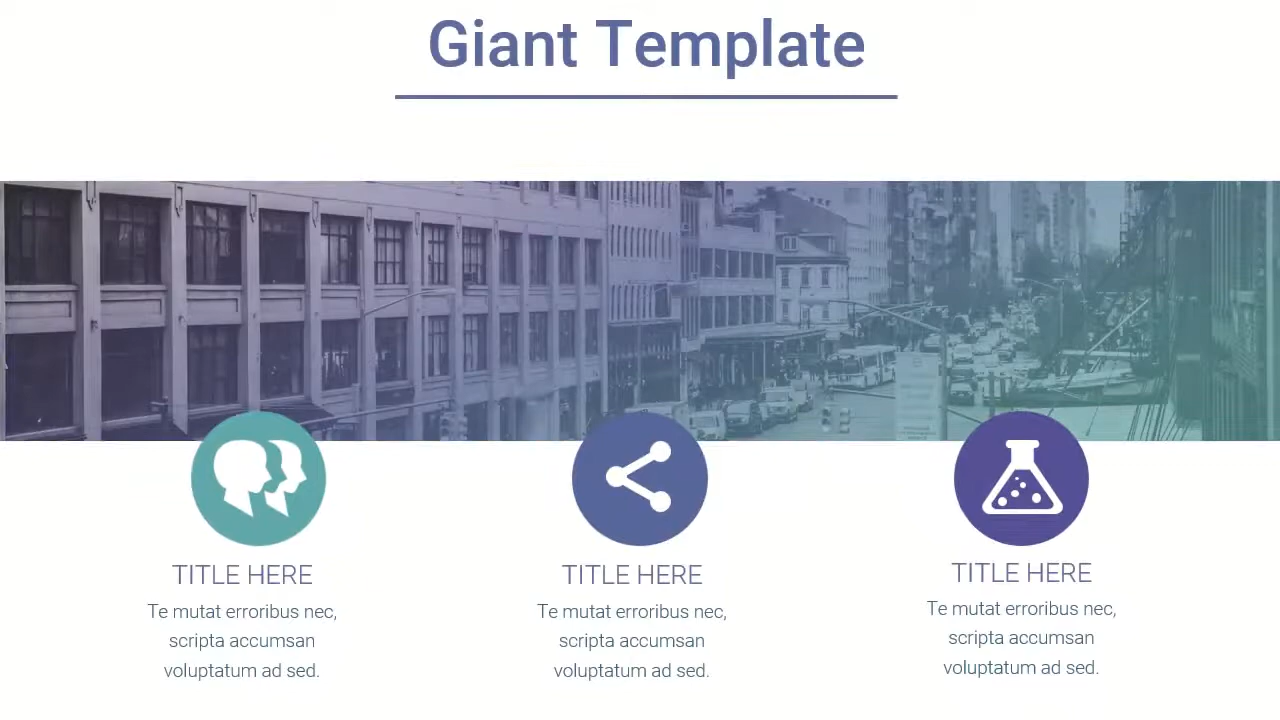 Giant Template
TITLE HERE
Te mutat erroribus nec,
scripta accumsan
voluptatum ad sed.
TITLE HERE
Te mutat erroribus nec,
scripta accumsan
voluptatum ad sed.
TITLE HERE
Te mutat erroribus nec,
scripta accumsan
voluptatum ad sed.